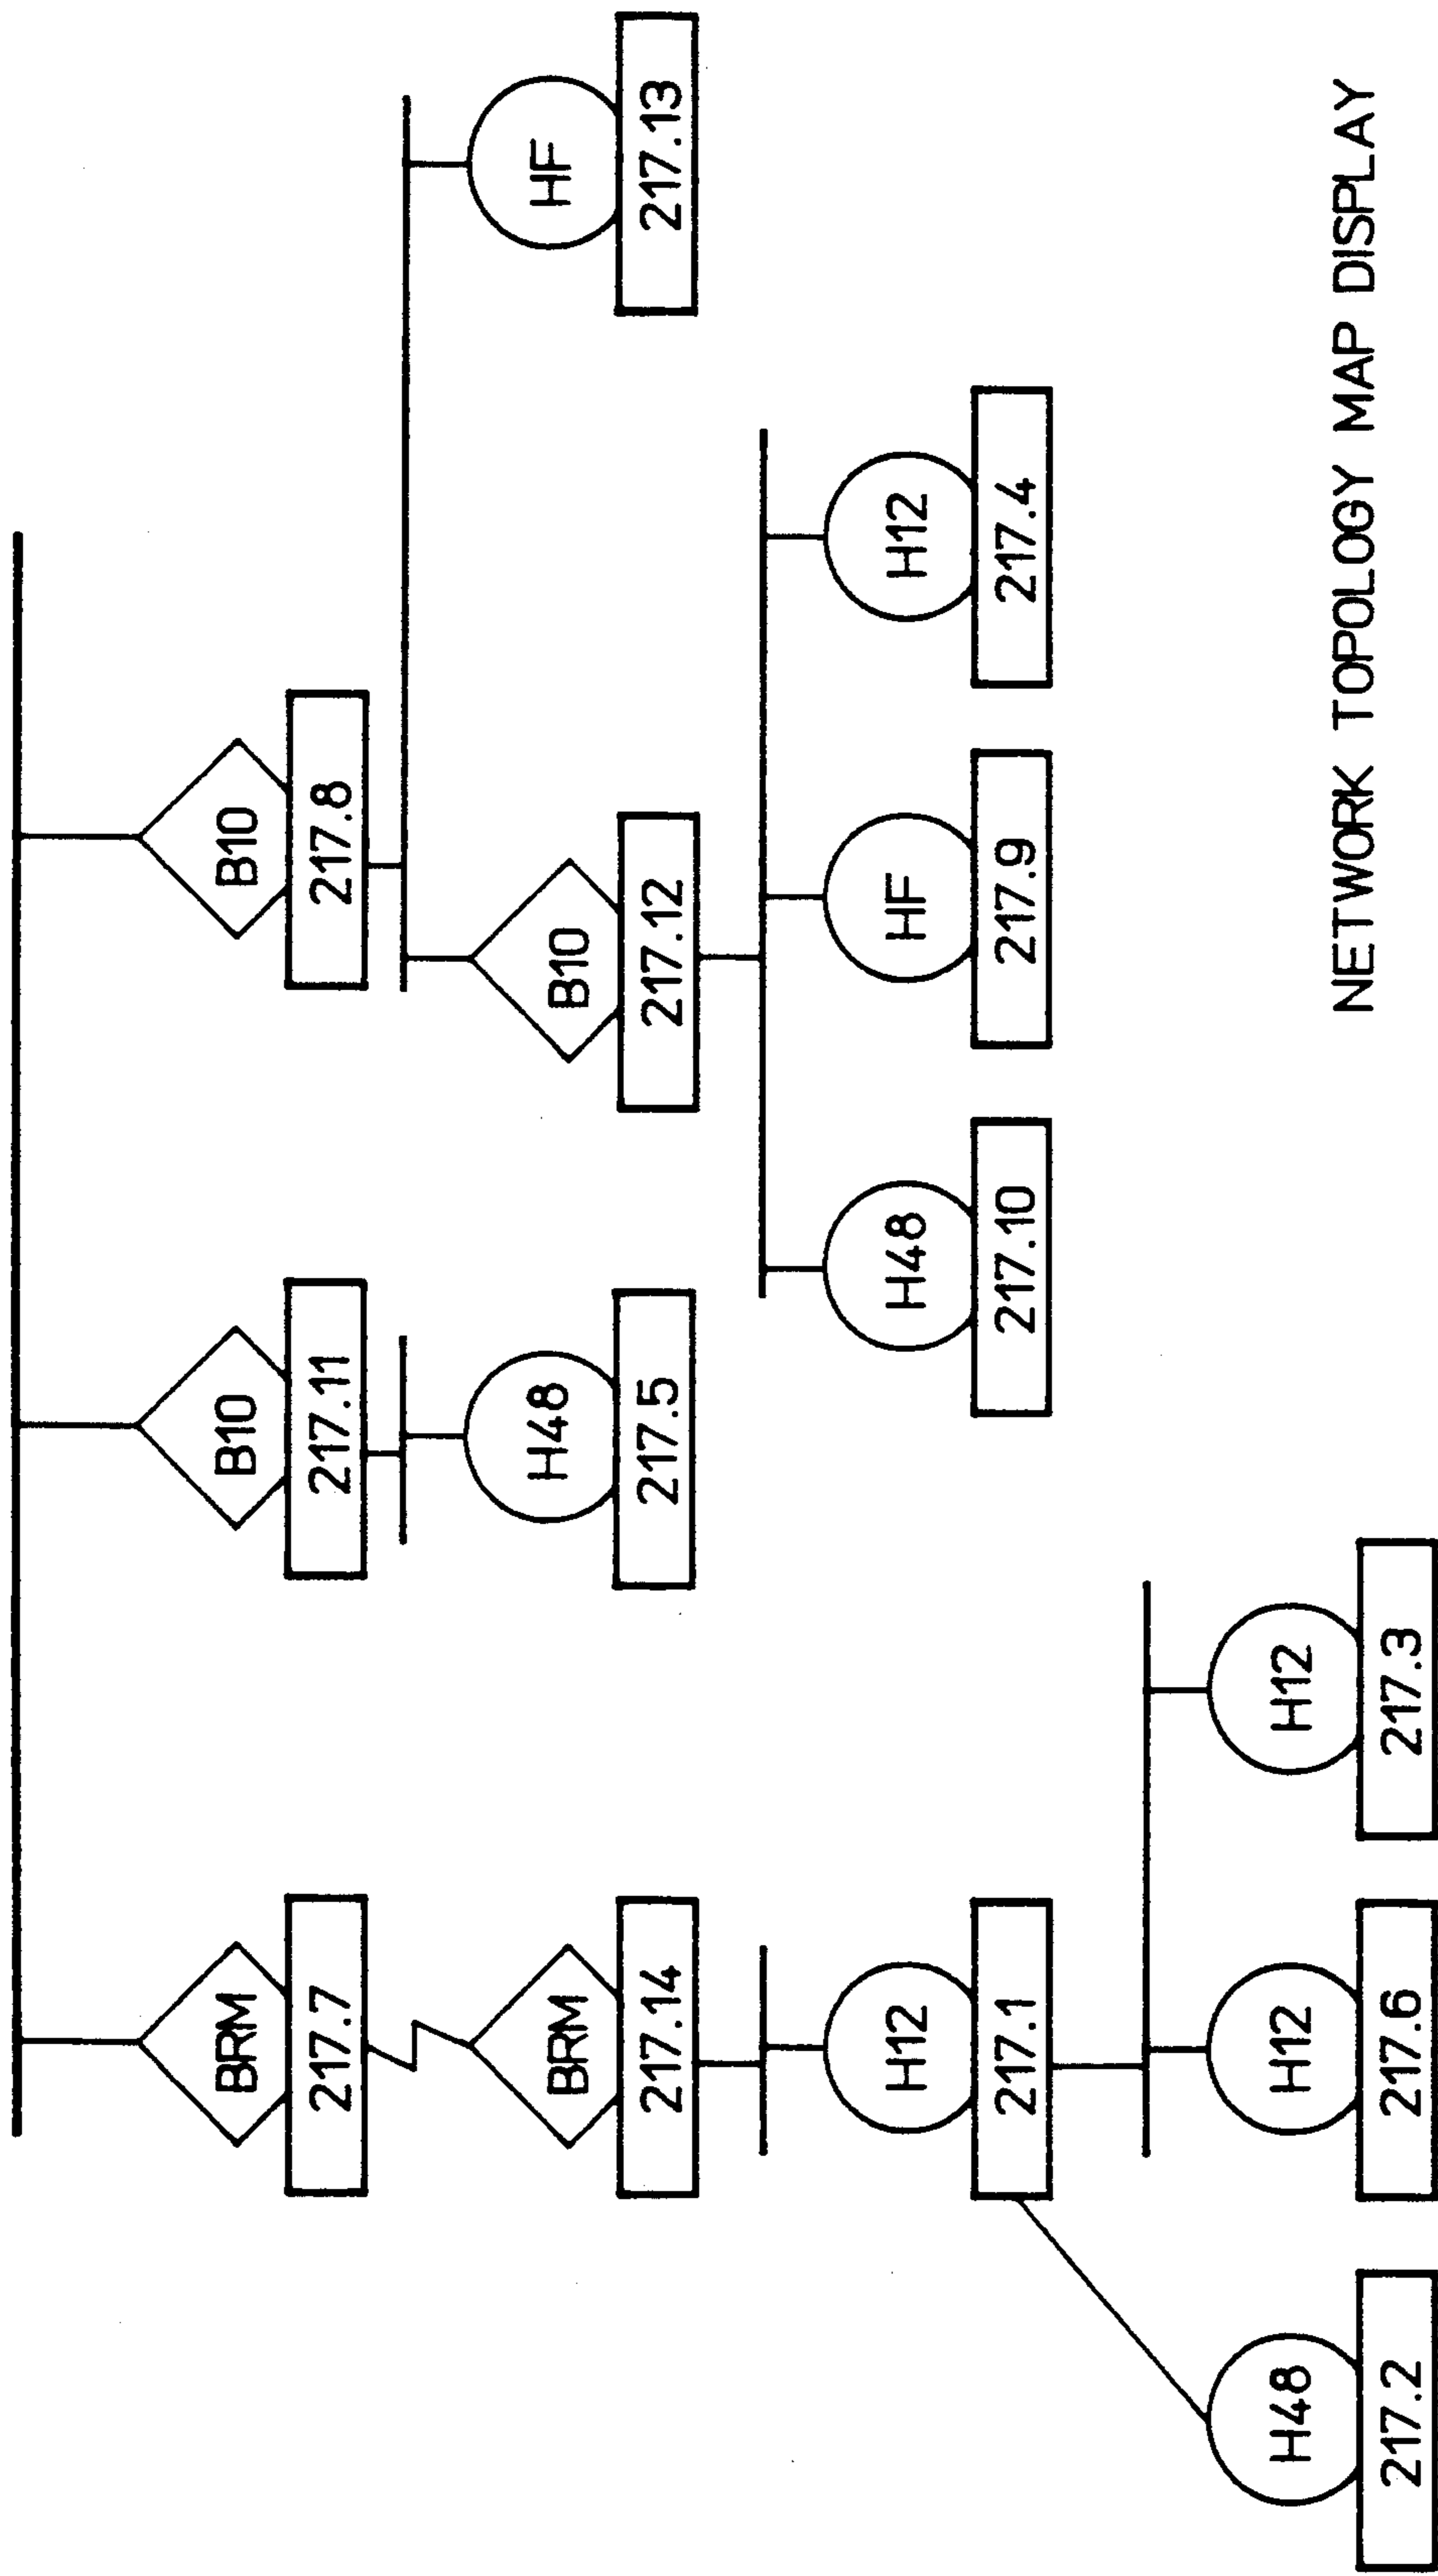 BRM
217.7
B10
217.11
B10
217.8
BRM
217.14
H48
217.5
B10
217.12
HF
217.13
H12
217.1
H48
217.10
HF
217.9
H12
217.4
H48
217.2
H12
217.6
H12
217.3
NETWORK TOPOLOGY MAP DISPLAY